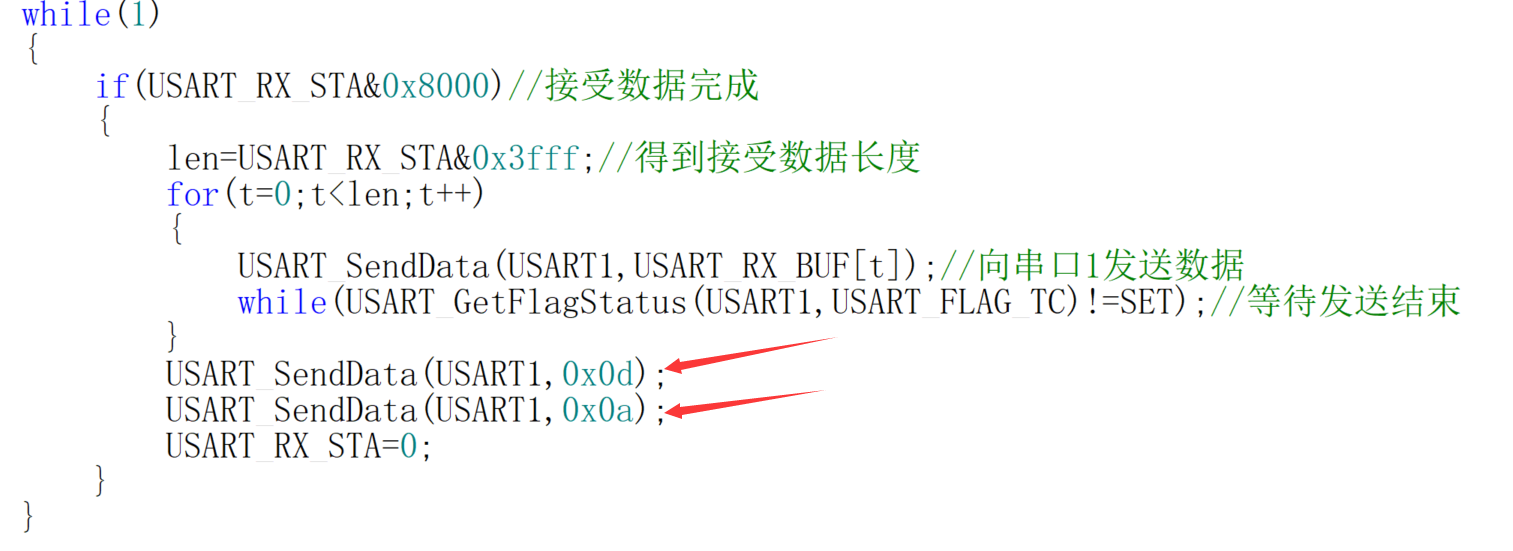 while(1)
{
if(USART_RX_STA&0x8000)//接受数据完成
{
len=USART_RX_STA&0x3fff;//得到接受数据长度
for(t=0;t<len;t++)
{
USART_SendData(USART1,USART_RX_BUF[t]);//向串口1发送数据
while(USART_GetFlagStatus(USART1,USART_FLAG_TC)!=SET);//等待发送结束
}
USART_SendData(USART1,0x0d);
USART_SendData(USART1,0x0a);
USART_RX_STA=0;
}
}